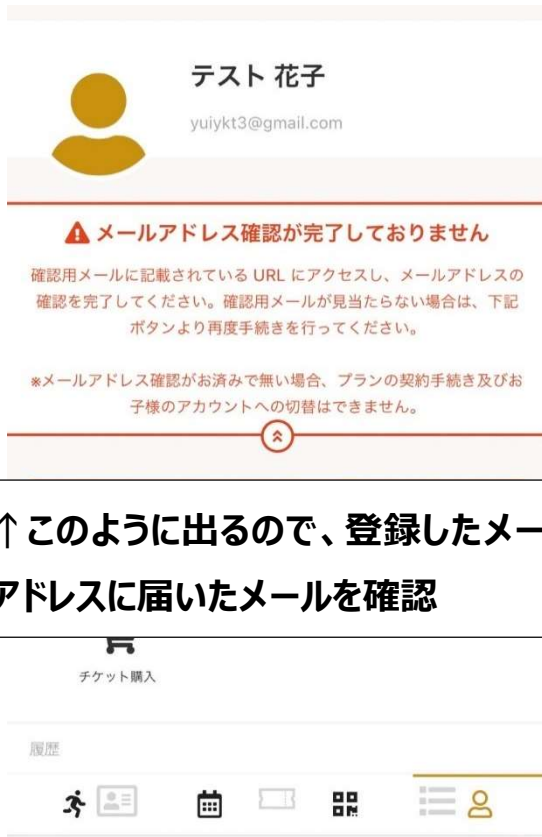 テスト 花子
yuiykt3@gmail.com
メールアドレス確認が完了しておりません
確認用メールに記載されている URL にアクセスし、メールアドレスの
確認を完了してください。確認用メールが見当たらない場合は、下記
ボタンより再度手続きを行ってください。
※メールアドレス確認がお済みで無い場合、プランの契約手続き及びお
子様のアカウントへの切替はできません。
↑このように出るので、登録したメー
アドレスに届いたメールを確認
チケット購入
履歴